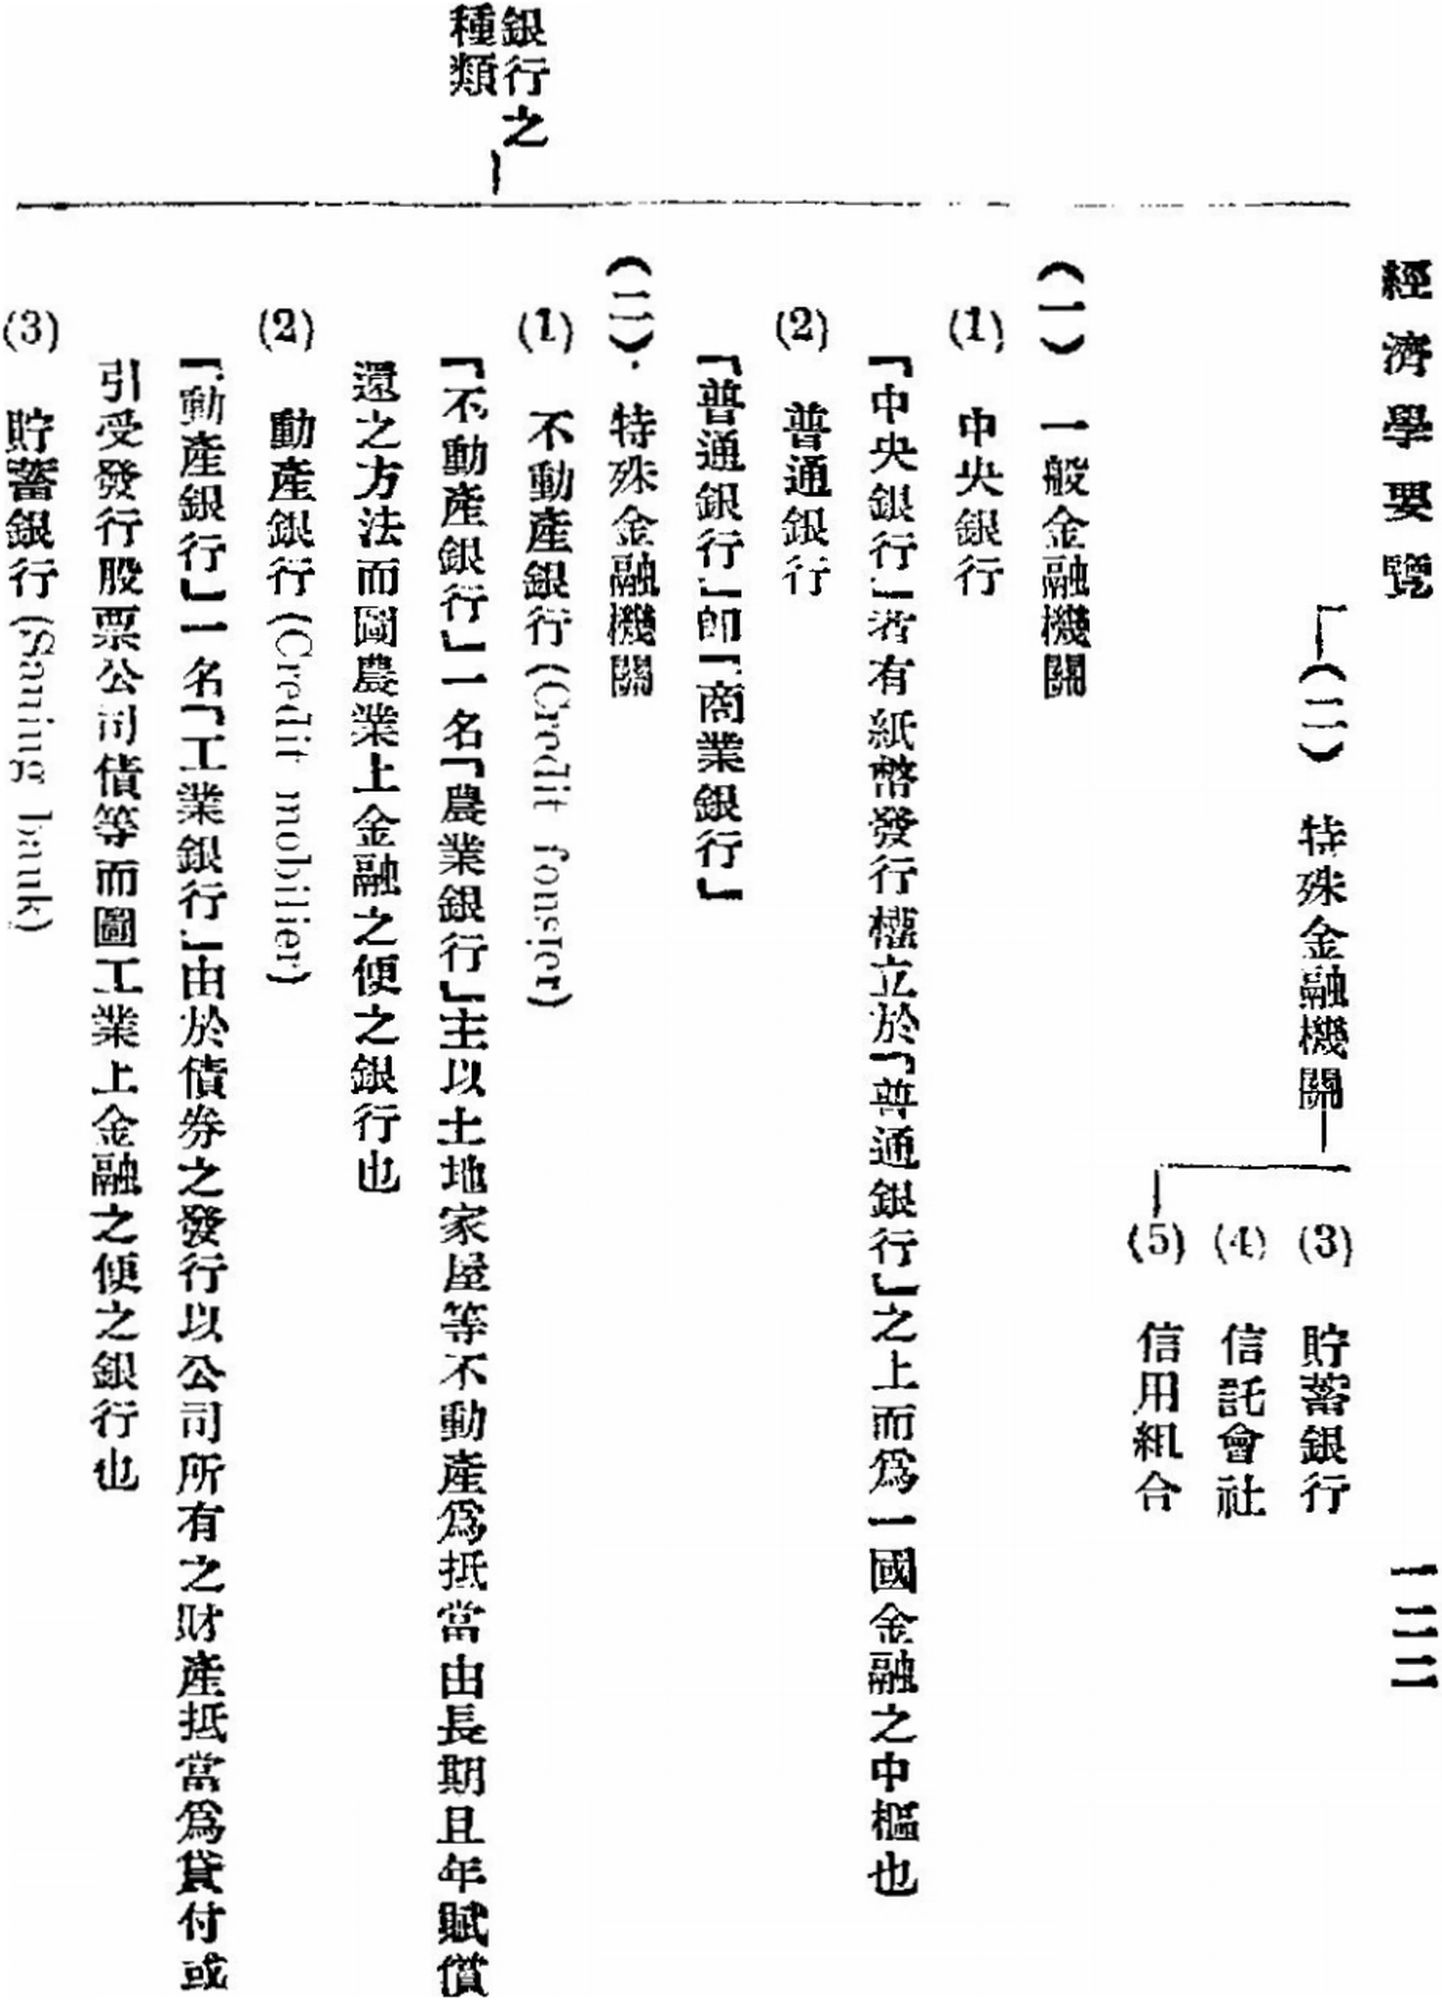 經濟學要覽
一二二
(二) 特殊金融機關
(3) 貯蓄銀行
(4) 信託會社
(5) 信用組合
銀行之
種類
(一) 一般金融機關
(1) 中央銀行
「中央銀行」者有紙幣發行權立於「普通銀行」之上而爲一國金融之中樞也
(2) 普通銀行
「普通銀行」卽「商業銀行」
(二) 特殊金融機關
(1) 不動產銀行 (Credit fonsier)
「不動產銀行」一名「農業銀行」主以土地家屋等不動產爲抵當由長期且年賦償
還之方法而圖農業上金融之便之銀行也
(2) 動產銀行 (Credit mobilier)
「動產銀行」一名「工業銀行」由於債券之發行以公司所有之財產抵當爲貸付或
引受發行股票公司債等而圖工業上金融之便之銀行也
(3) 貯蓄銀行 (Saming bank)